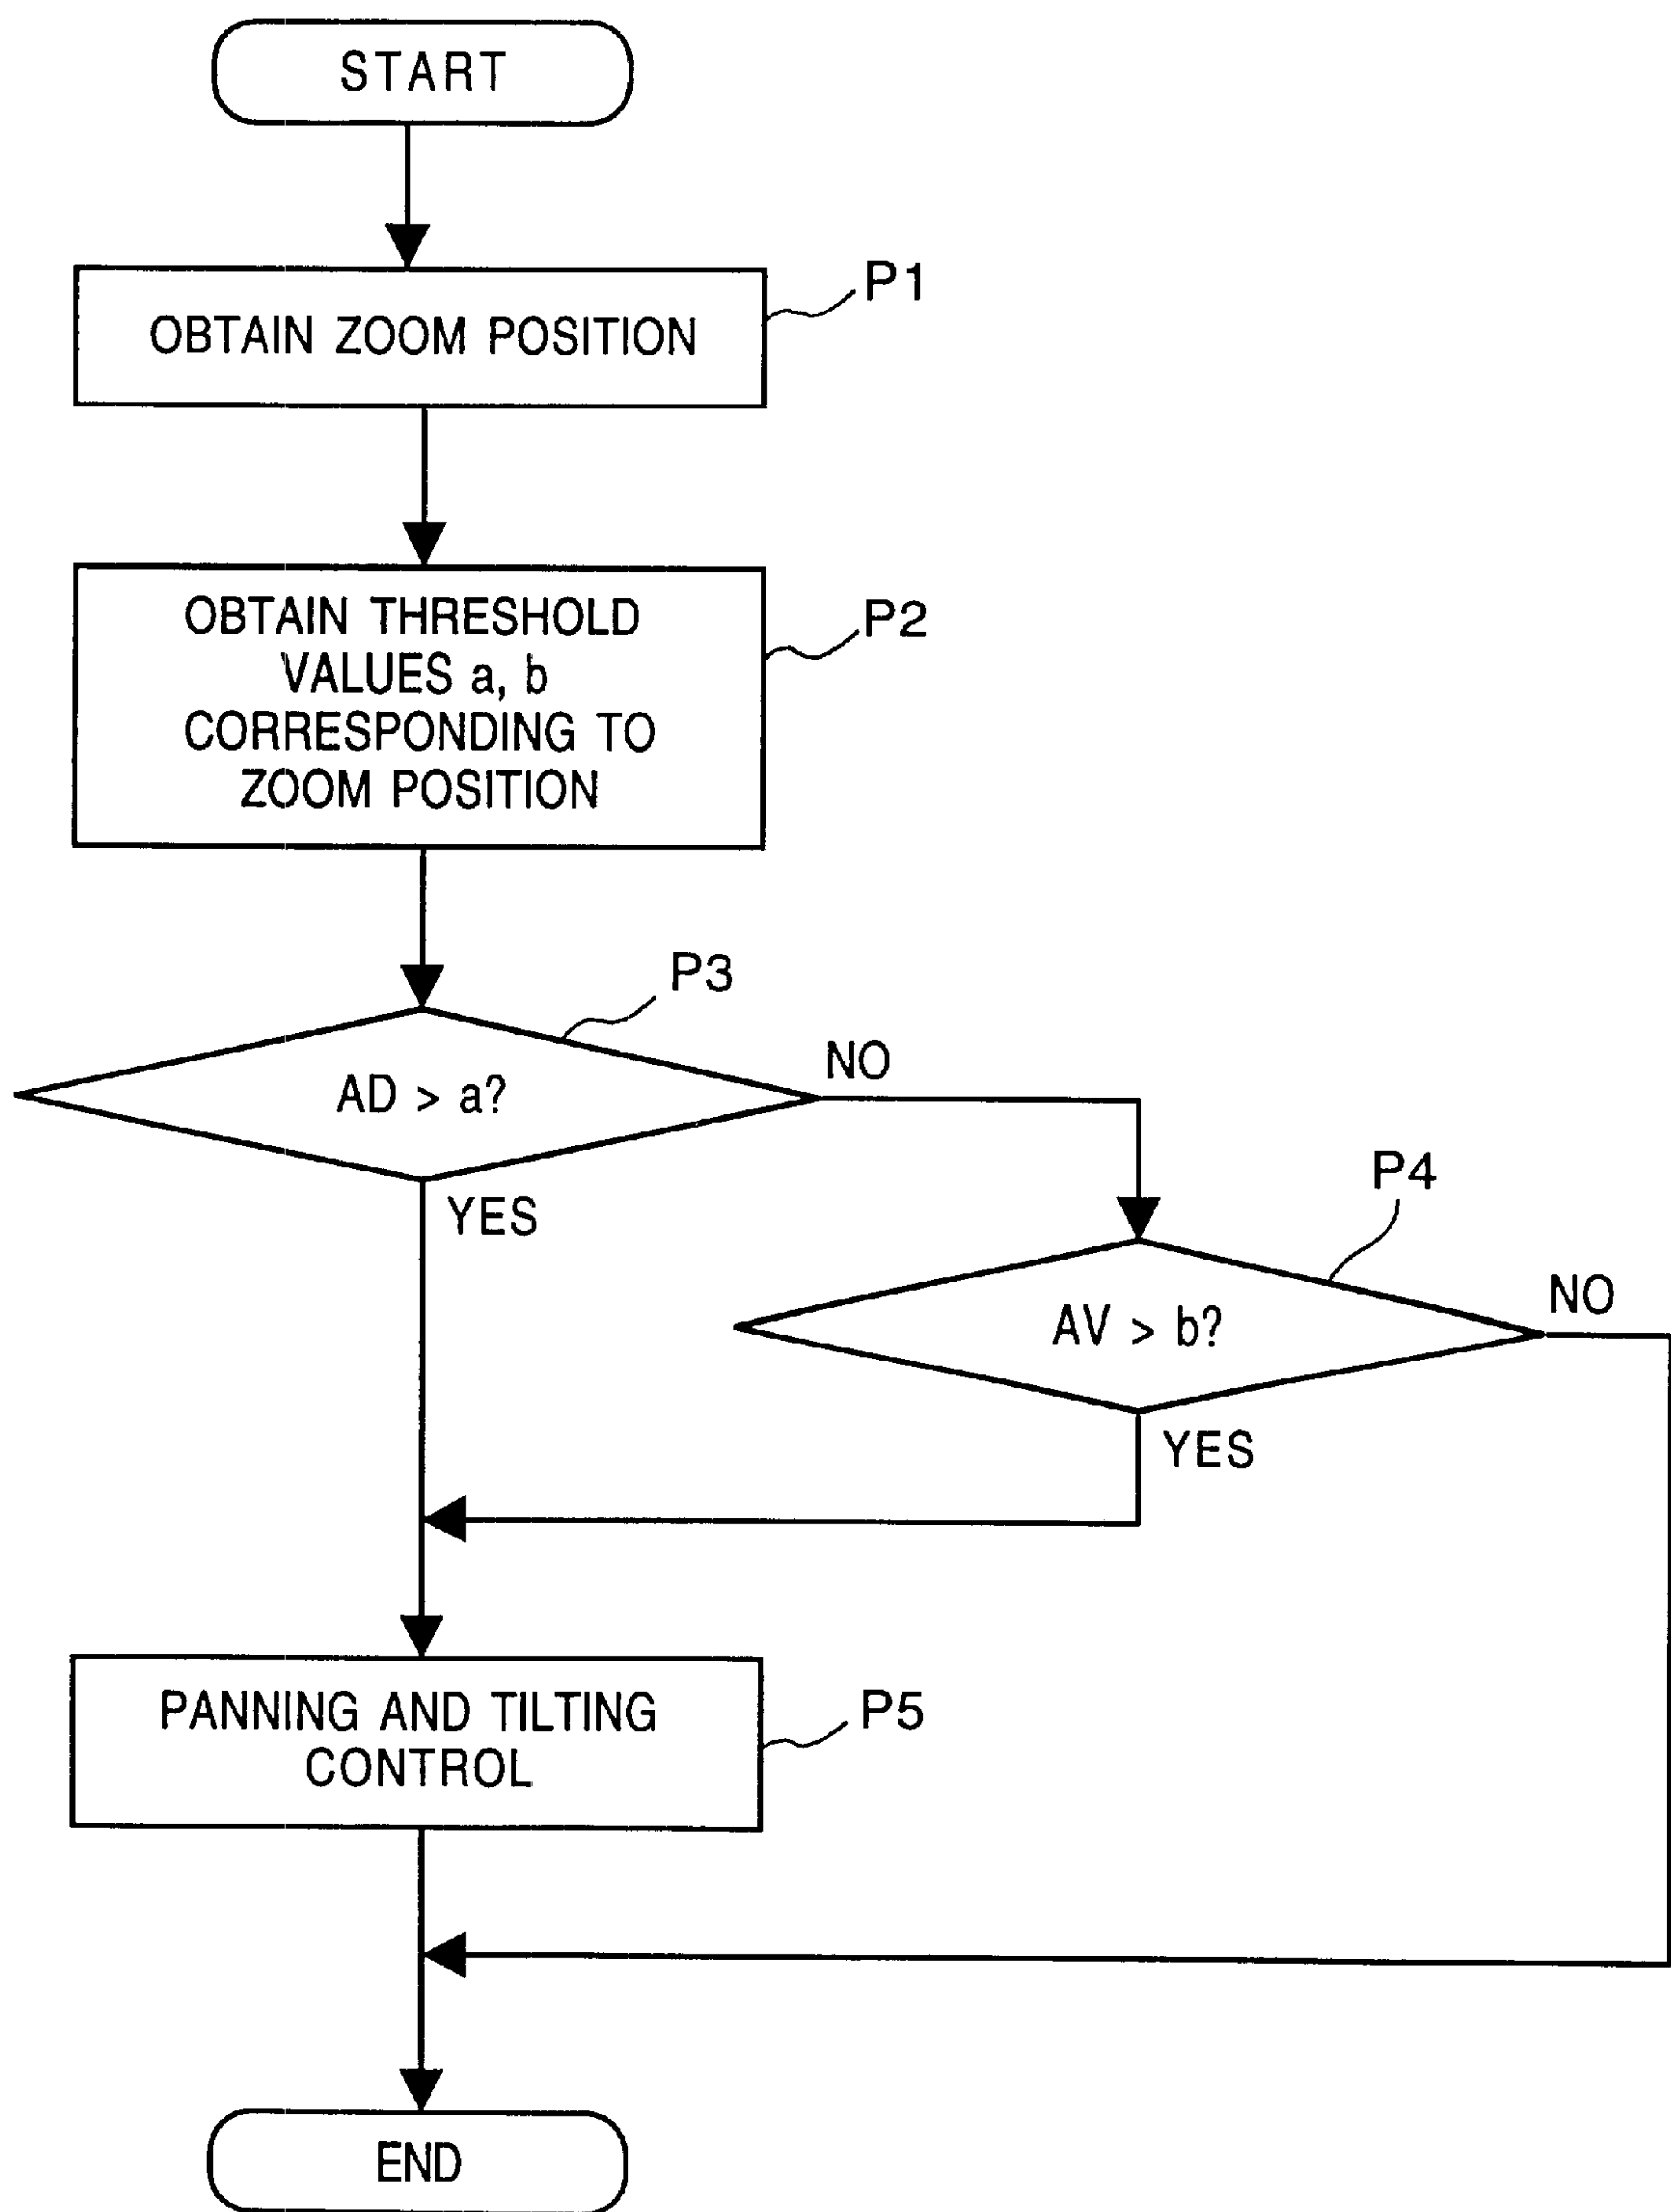 START
P1
OBTAIN ZOOM POSITION
P2
OBTAIN THRESHOLD
VALUES a, b
CORRESPONDING TO
ZOOM POSITION
P3
AD > a?
NO
YES
P4
AV > b?
NO
YES
P5
PANNING AND TILTING
CONTROL
END